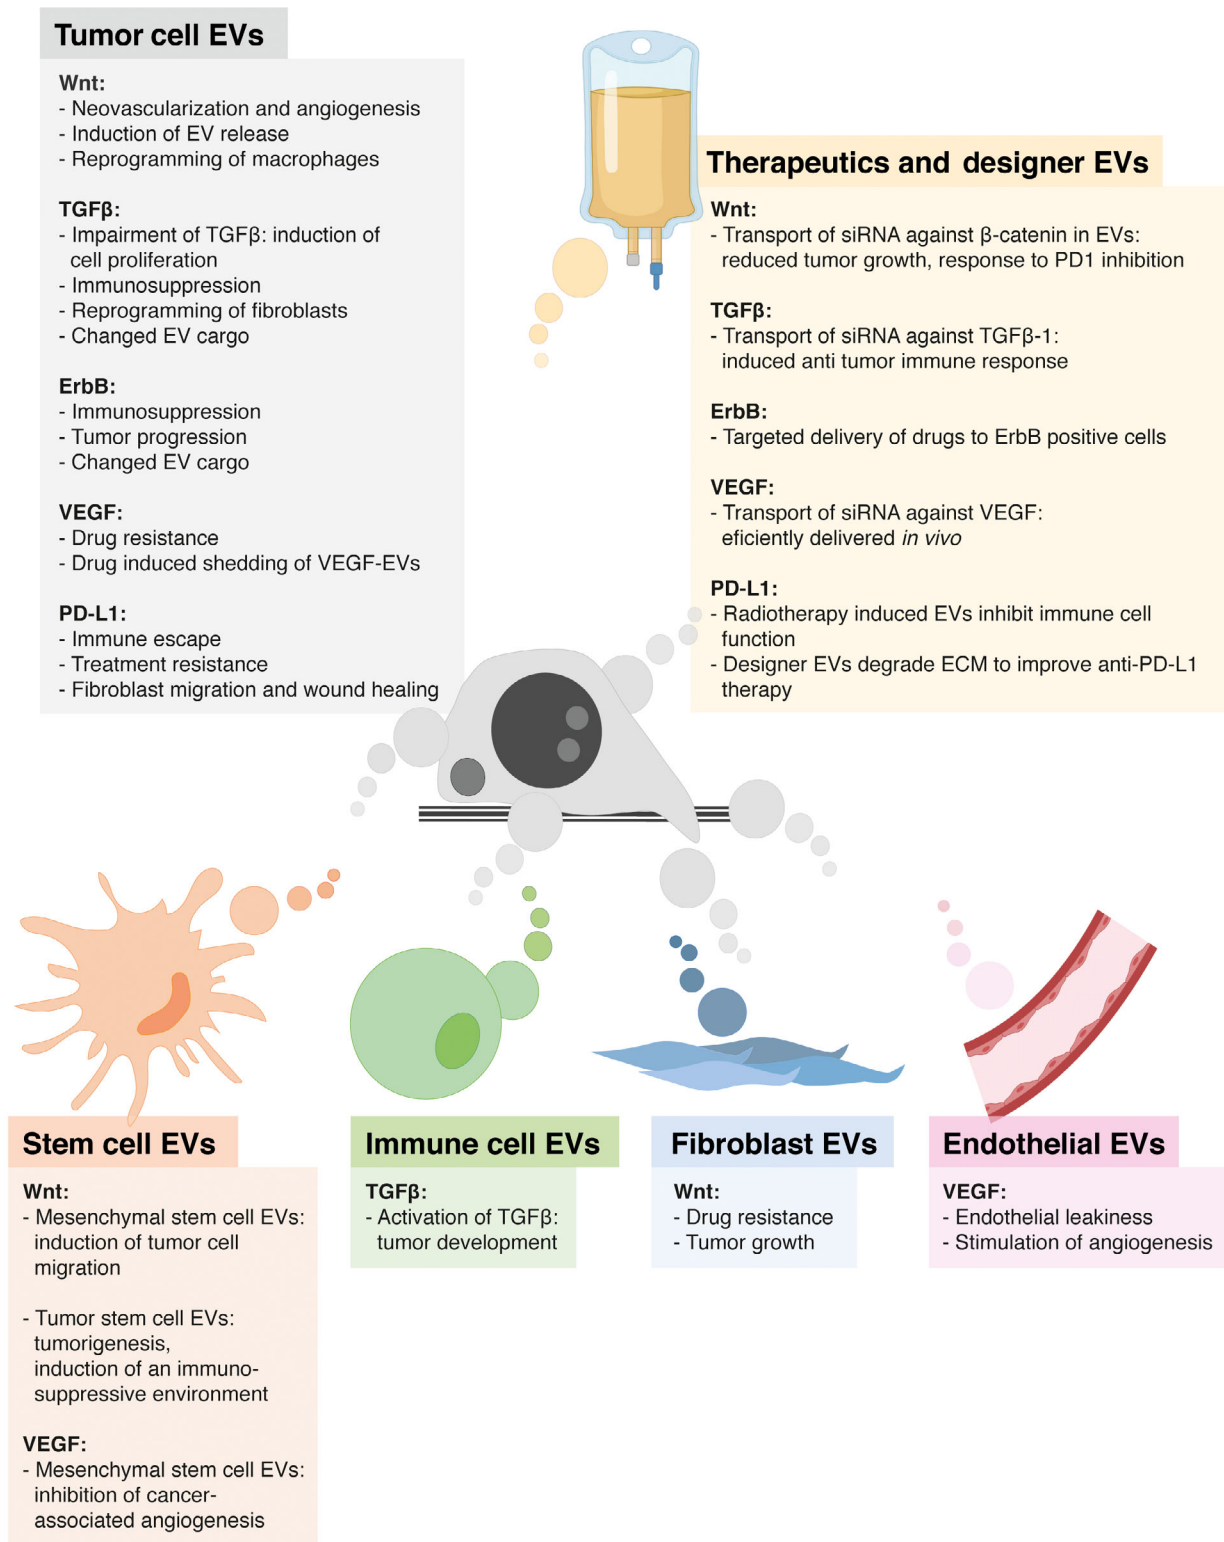 Tumor cell EVs
Wnt:
- Neovascularization and angiogenesis
- Induction of EV release
- Reprogramming of macrophages
TGFβ:
- Impairment of TGFβ: induction of
cell proliferation
- Immunosuppression
- Reprogramming of fibroblasts
- Changed EV cargo
ErbB:
- Immunosuppression
- Tumor progression
- Changed EV cargo
VEGF:
- Drug resistance
- Drug induced shedding of VEGF-EVs
PD-L1:
- Immune escape
- Treatment resistance
- Fibroblast migration and wound healing
Therapeutics and designer EVs
Wnt:
- Transport of siRNA against β-catenin in EVs:
reduced tumor growth, response to PD1 inhibition
TGFβ:
- Transport of siRNA against TGFβ-1:
induced anti tumor immune response
ErbB:
- Targeted delivery of drugs to ErbB positive cells
VEGF:
- Transport of siRNA against VEGF:
eficiently delivered in vivo
PD-L1:
- Radiotherapy induced EVs inhibit immune cell
function
- Designer EVs degrade ECM to improve anti-PD-L1
therapy
Stem cell EVs
Wnt:
- Mesenchymal stem cell EVs:
induction of tumor cell
migration
- Tumor stem cell EVs:
tumorigenesis,
induction of an immuno-
suppressive environment
VEGF:
- Mesenchymal stem cell EVs:
inhibition of cancer-
associated angiogenesis
Immune cell EVs
TGFβ:
- Activation of TGFβ:
tumor development
Fibroblast EVs
Wnt:
- Drug resistance
- Tumor growth
Endothelial EVs
VEGF:
- Endothelial leakiness
- Stimulation of angiogenesis